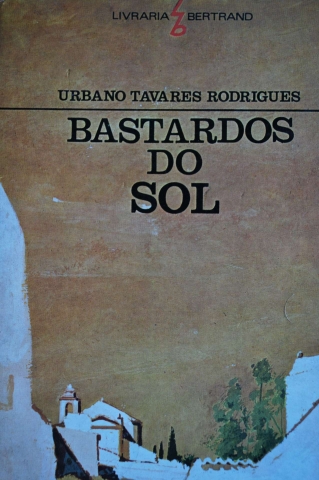 LIVRARIA BERTRAND
URBANO TAVARES RODRIGUES
BASTARDOS
DO
SOL